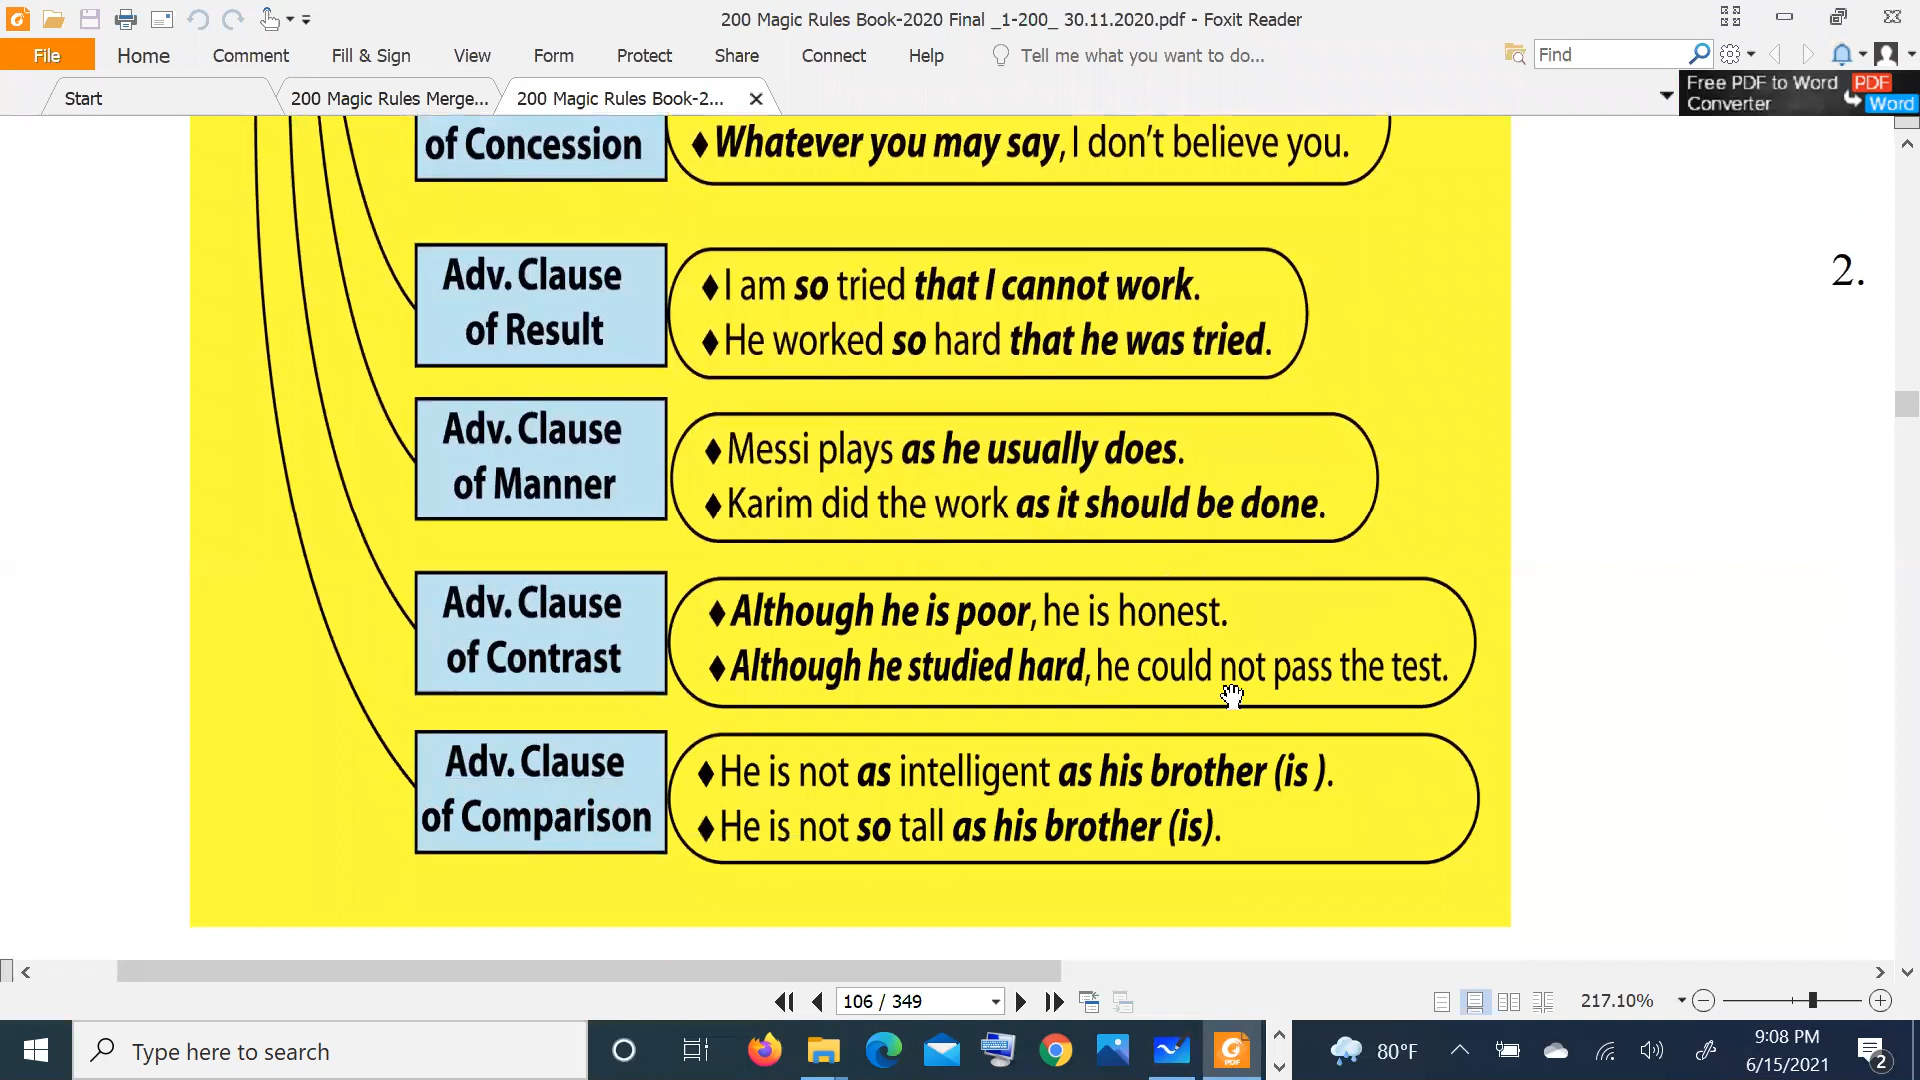 200 Magic Rules Book-2020 Final _1-200_ 30.11.2020.pdf - Foxit Reader
File Home Comment Fill & Sign View Form Protect Share Connect Help Tell me what you want to do... Find
Start 200 Magic Rules Merge... 200 Magic Rules Book-2...
Free PDF to Word
Converter
PDF
Word
of Concession
♦ Whatever you may say, I don't believe you.
2.
Adv. Clause
of Result
♦ I am so tried that I cannot work.
♦ He worked so hard that he was tried.
Adv. Clause
of Manner
♦ Messi plays as he usually does.
♦ Karim did the work as it should be done.
Adv. Clause
of Contrast
♦ Although he is poor, he is honest.
♦ Although he studied hard, he could not pass the test.
Adv. Clause
of Comparison
♦ He is not as intelligent as his brother (is ).
♦ He is not so tall as his brother (is).
106 / 349
217.10%
Type here to search
PDF
80°F
9:08 PM
6/15/2021
2